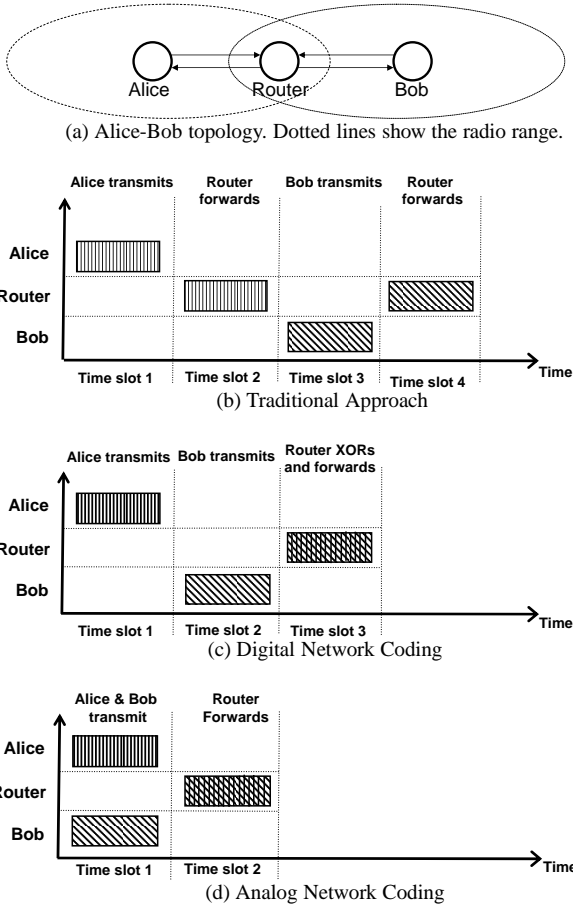 Alice Router Bob
(a) Alice-Bob topology. Dotted lines show the radio range.
Alice transmits Router forwards Bob transmits Router forwards
Alice
Router
Bob
Time
Time slot 1 Time slot 2 Time slot 3 Time slot 4
(b) Traditional Approach
Alice transmits Bob transmits Router XORs and forwards
Alice
Router
Bob
Time
Time slot 1 Time slot 2 Time slot 3
(c) Digital Network Coding
Alice & Bob transmit Router Forwards
Alice
Router
Bob
Time
Time slot 1 Time slot 2
(d) Analog Network Coding